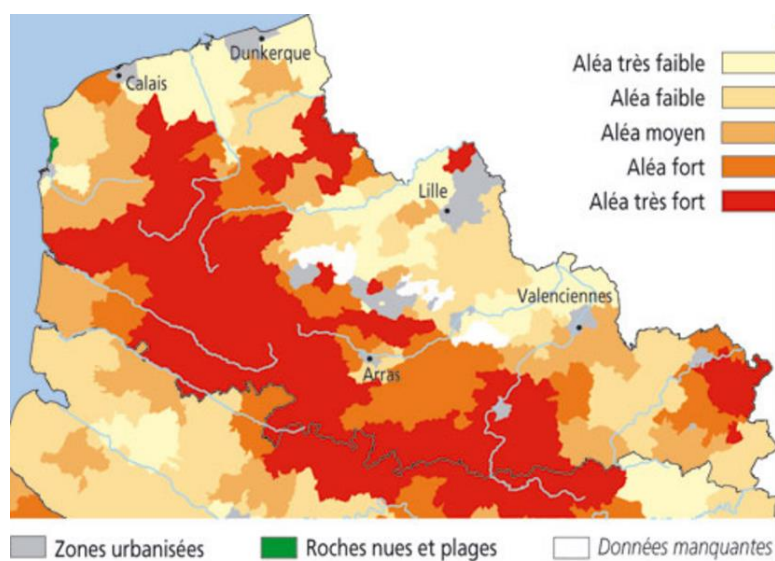 Dunkerque
Calais
Aléa très faible
Aléa faible
Aléa moyen
Aléa fort
Aléa très fort
Lille
Valenciennes
Arras
Zones urbanisées
Roches nues et plages
Données manquantes